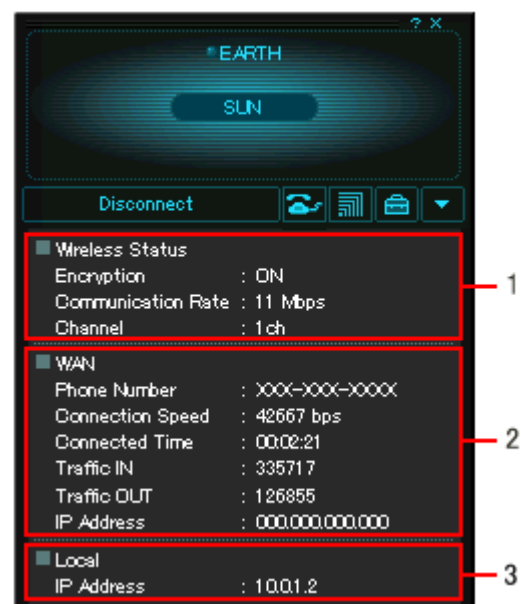 ? X
EARTH
SUN
Disconnect
Wireless Status
Encryption : ON
Communication Rate : 11 Mbps
Channel : 1ch
1
WAN
Phone Number : XXX-XXX-XXXX
Connection Speed : 42667 bps
Connected Time : 00:02:21
Traffic IN : 335717
Traffic OUT : 126855
IP Address : 000.000.000.000
2
Local
IP Address : 10.0.1.2
3